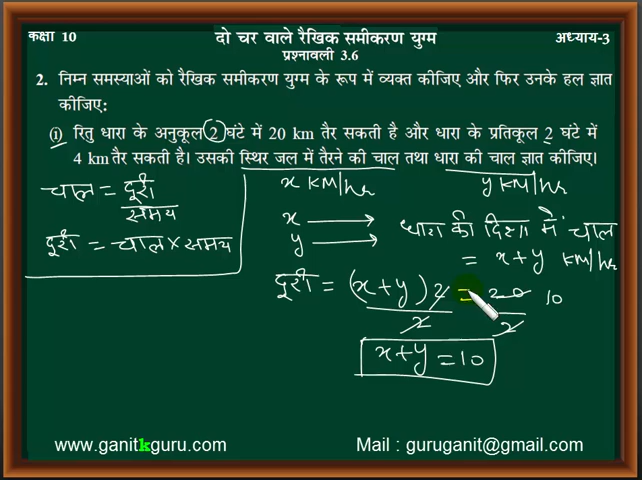 कक्षा 10
दो चर वाले रैखिक समीकरण युग्म
अध्याय-3
प्रश्नावली 3.6
2. निम्न समस्याओं को रैखिक समीकरण युग्म के रूप में व्यक्त कीजिए और फिर उनके हल ज्ञात
कीजिए:
(i) रितु धारा के अनुकूल 2 घंटे में 20 km तैर सकती है और धारा के प्रतिकूल 2 घंटे में
4 km तैर सकती है। उसकी स्थिर जल में तैरने की चाल तथा धारा की चाल ज्ञात कीजिए।
x KM/hr y KM/hr
चाल = दूरी / समय
दूरी = चाल × समय
x ⟶
y ⟶
धारा की दिशा में चाल
= x + y KM/hr
दूरी = (x + y) 2 / 2 = 20 / 2 10
x + y = 10
www.ganitkguru.com
Mail : guruganit@gmail.com